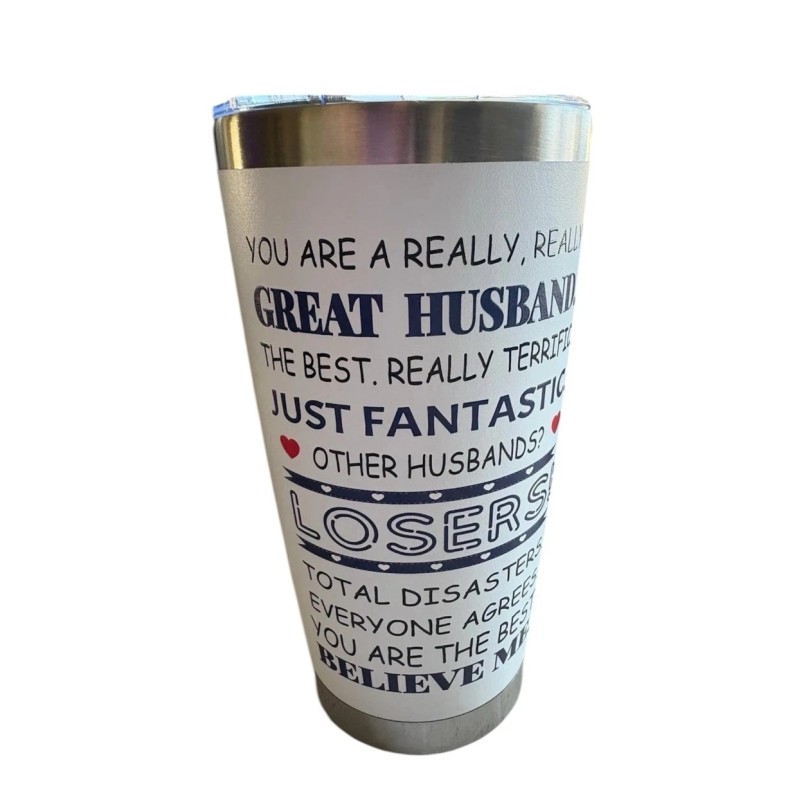 YOU ARE A REALLY, REALLY
GREAT HUSBAND.
THE BEST. REALLY TERRIFIC
JUST FANTASTIC
OTHER HUSBANDS?
LOSERS!
TOTAL DISASTERS
EVERYONE AGREES
YOU ARE THE BEST
BELIEVE ME